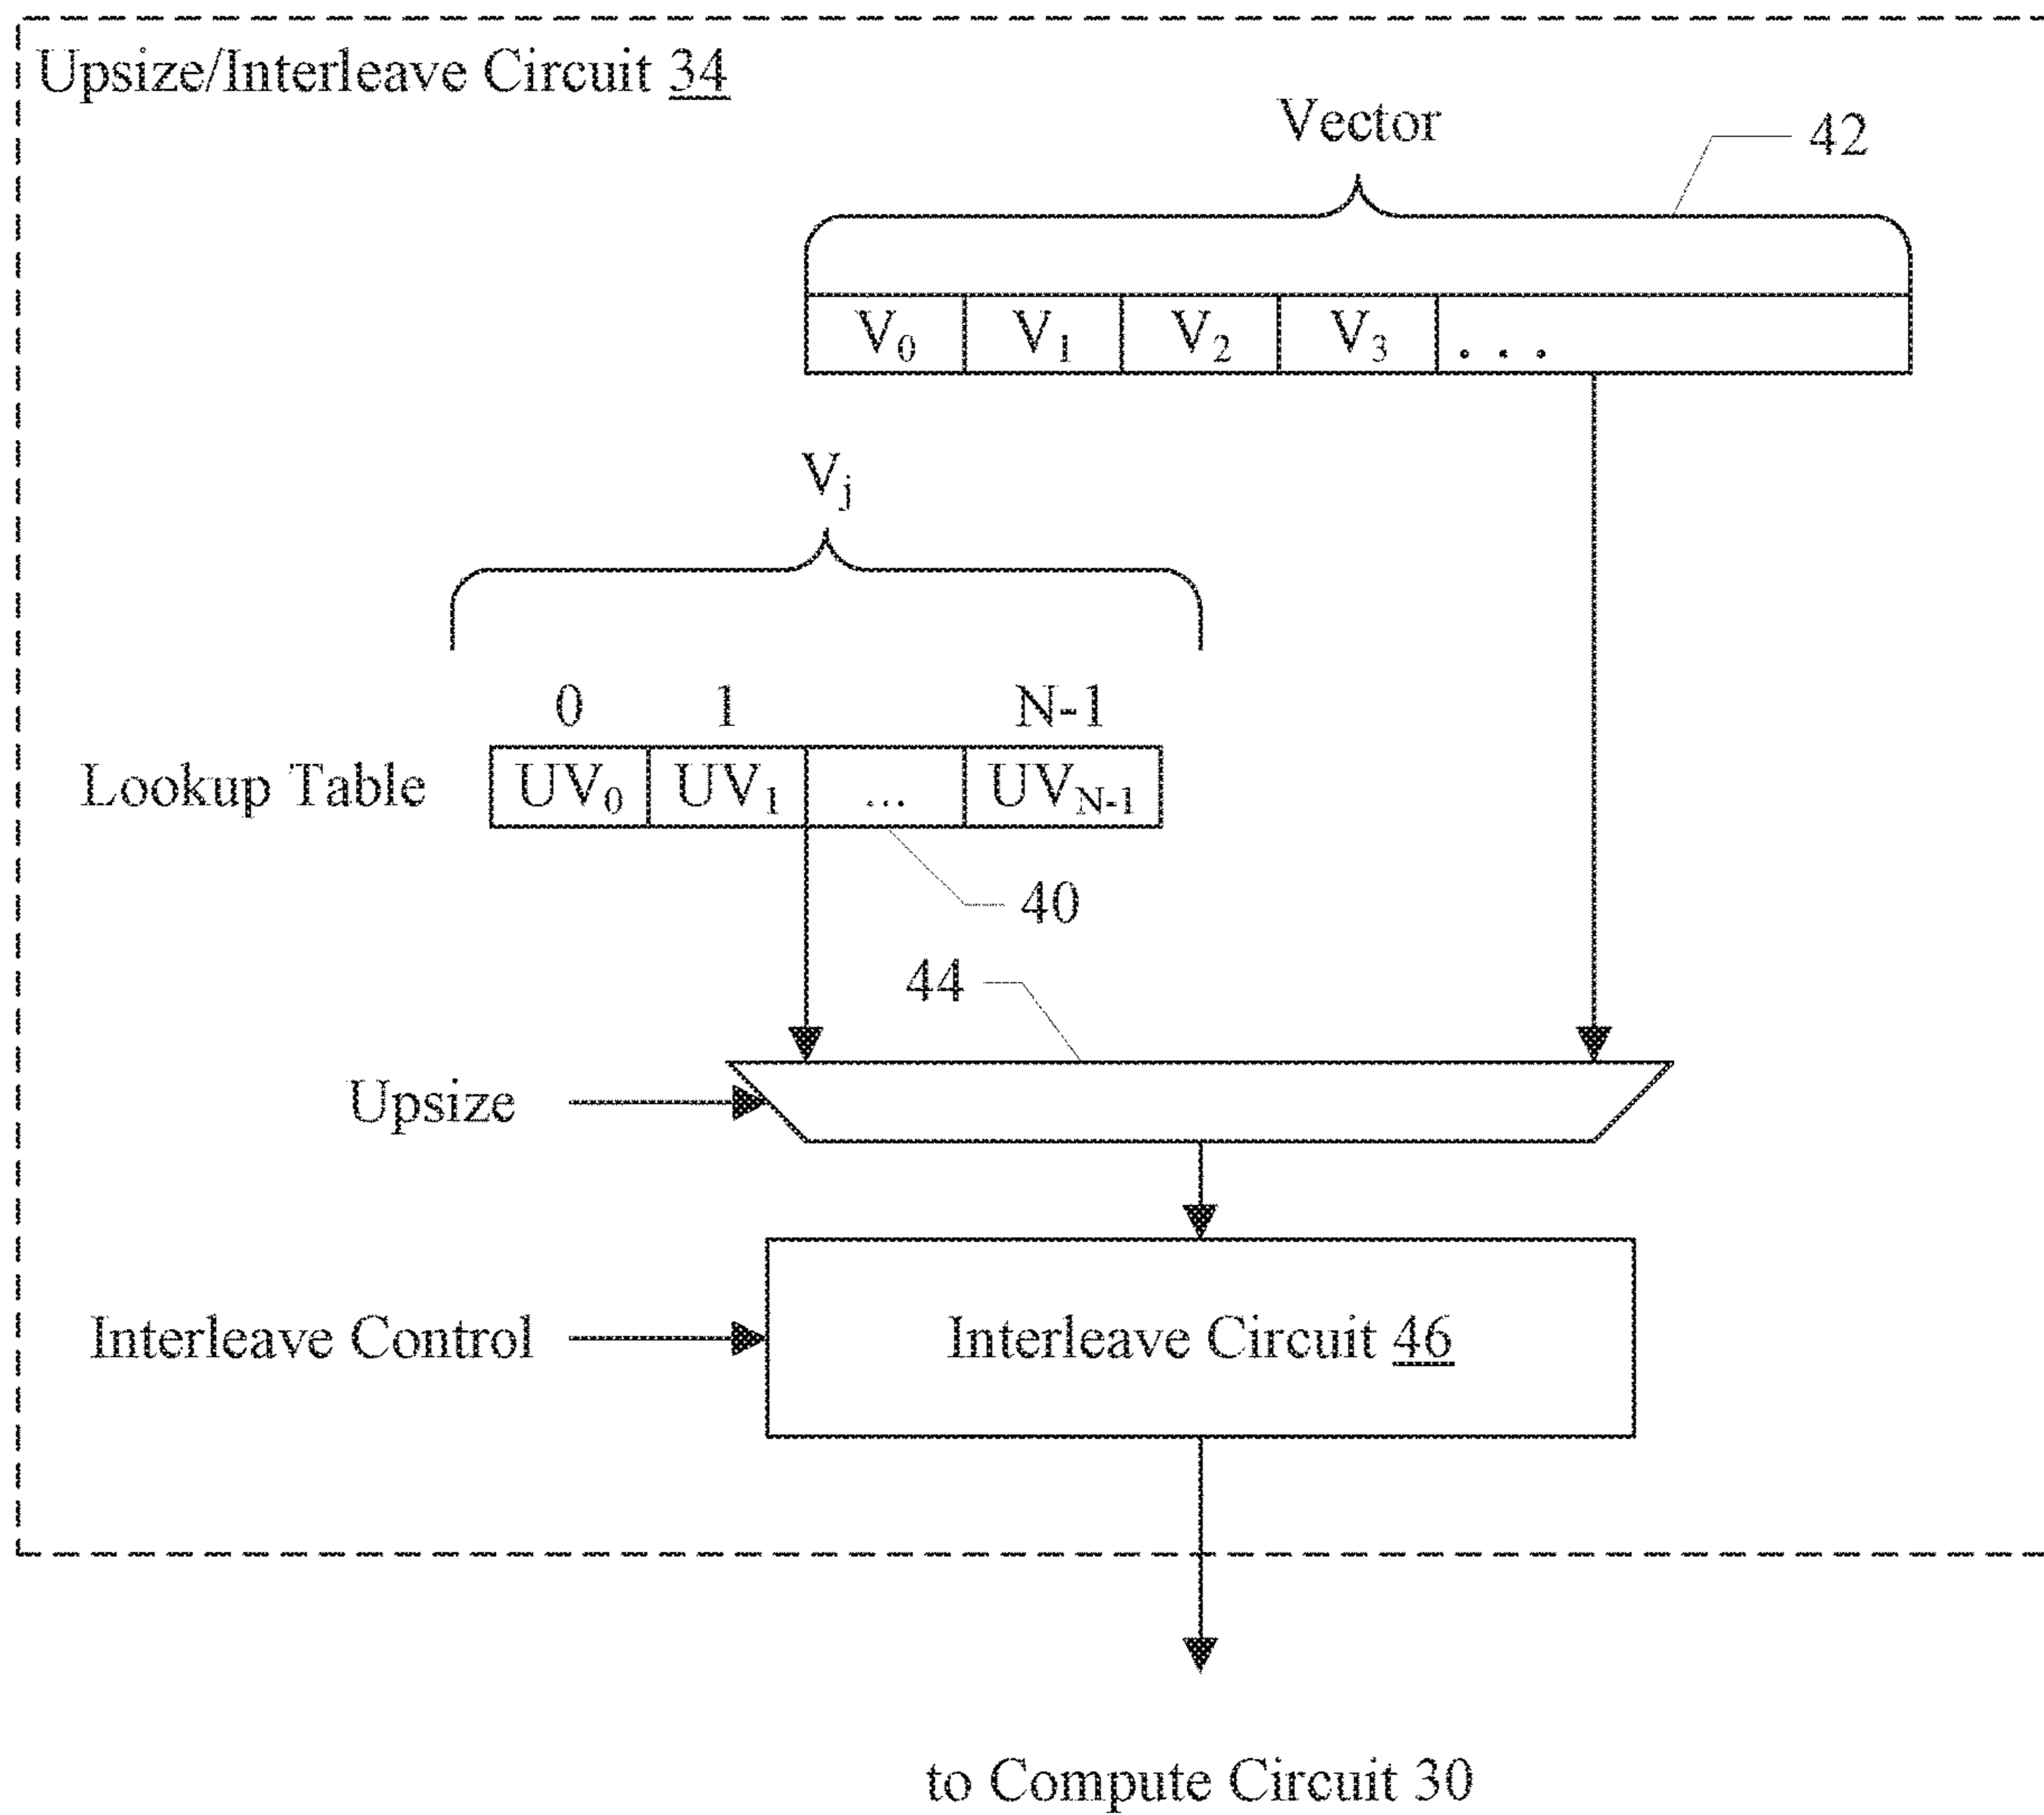 Upsize/Interleave Circuit 34
Vector
42
V0 V1 V2 V3 . . .
Vj
0 1 N-1
Lookup Table UV0 UV1 ... UVN-1
40
44
Upsize
Interleave Control Interleave Circuit 46
to Compute Circuit 30